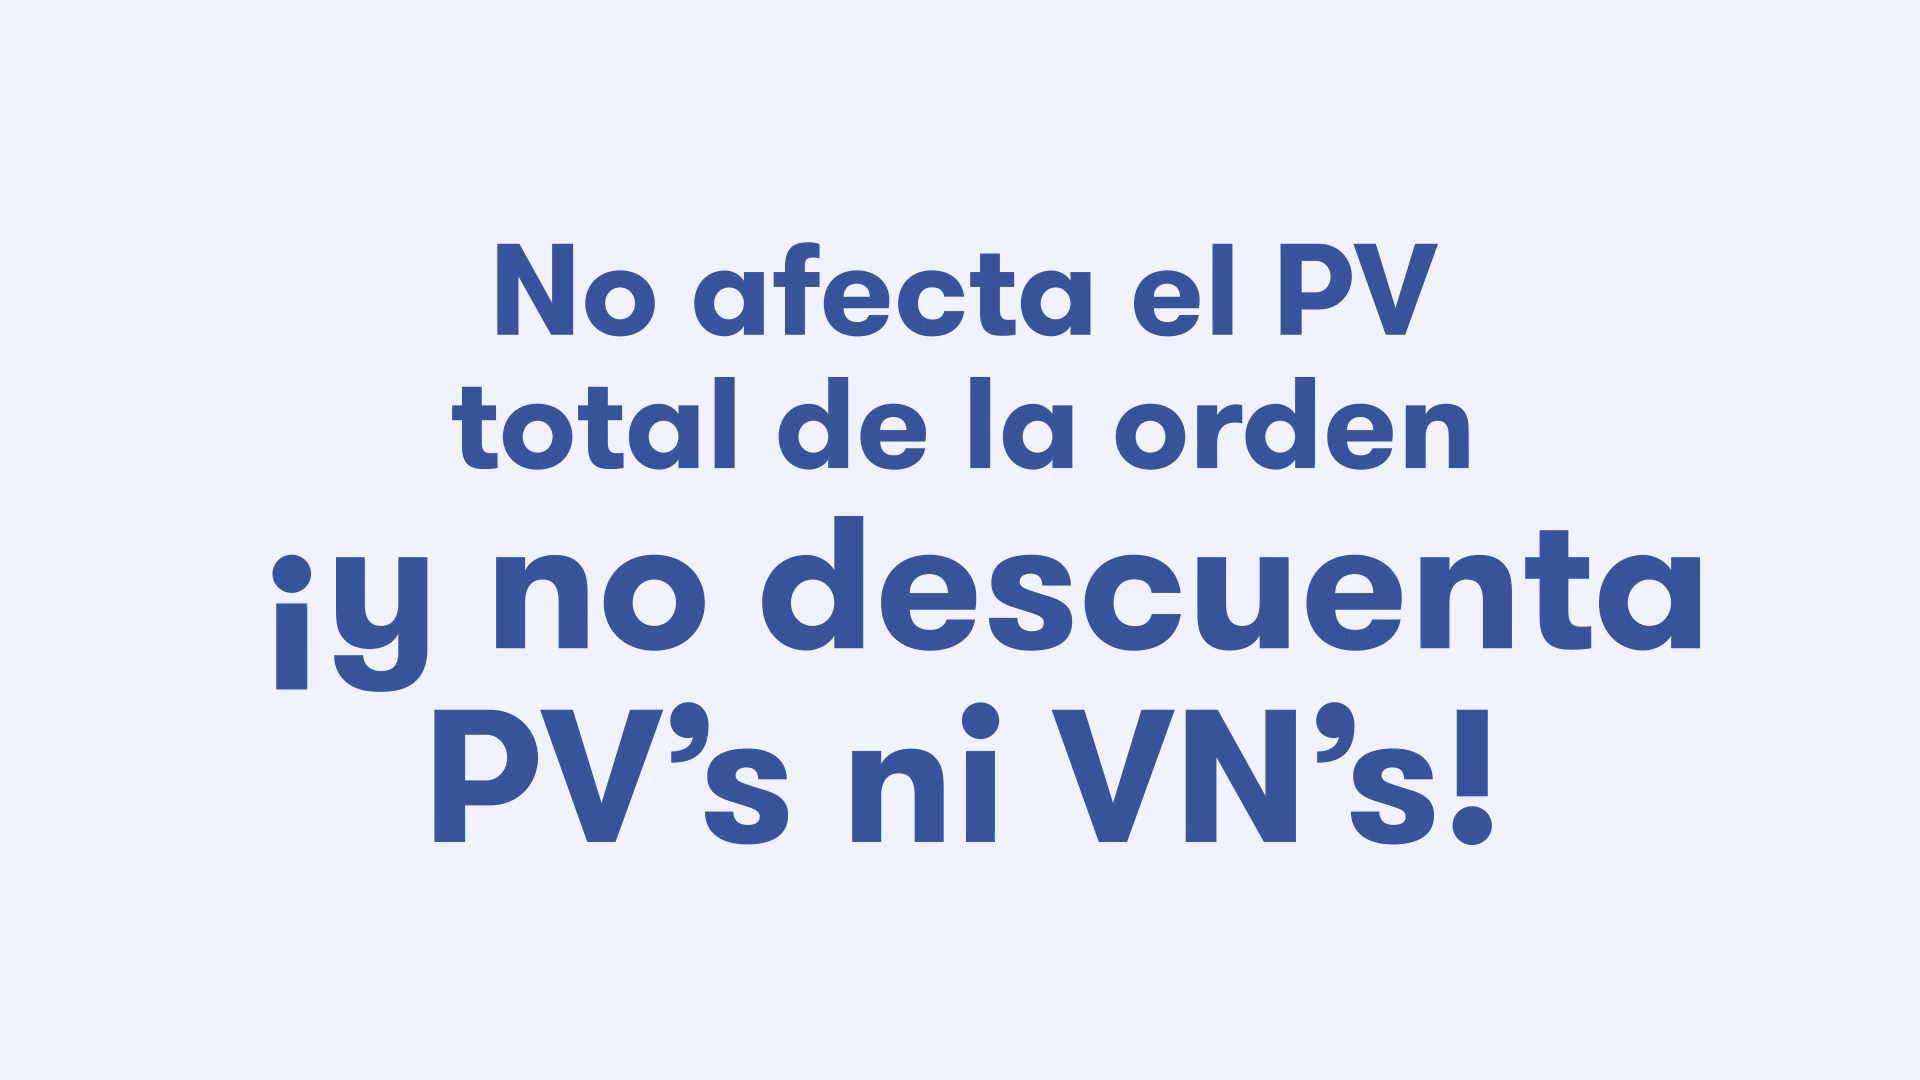 No afecta el PV
total de la orden
¡y no descuenta
PV’s ni VN’s!